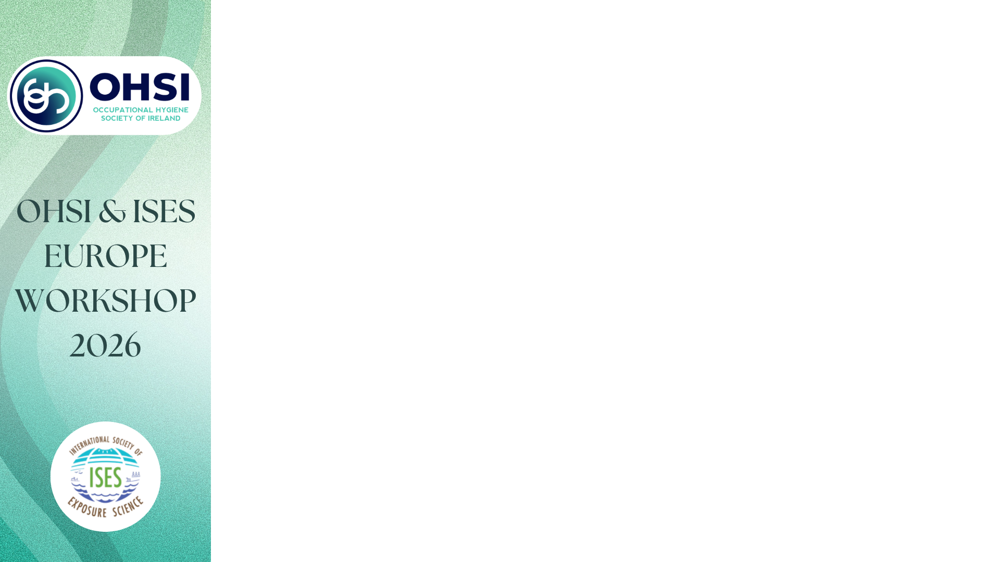 OHSI
OCCUPATIONAL HYGIENE
SOCIETY OF IRELAND
OHSI & ISES
EUROPE
WORKSHOP
2026
INTERNATIONAL SOCIETY OF
ISES
EXPOSURE SCIENCE